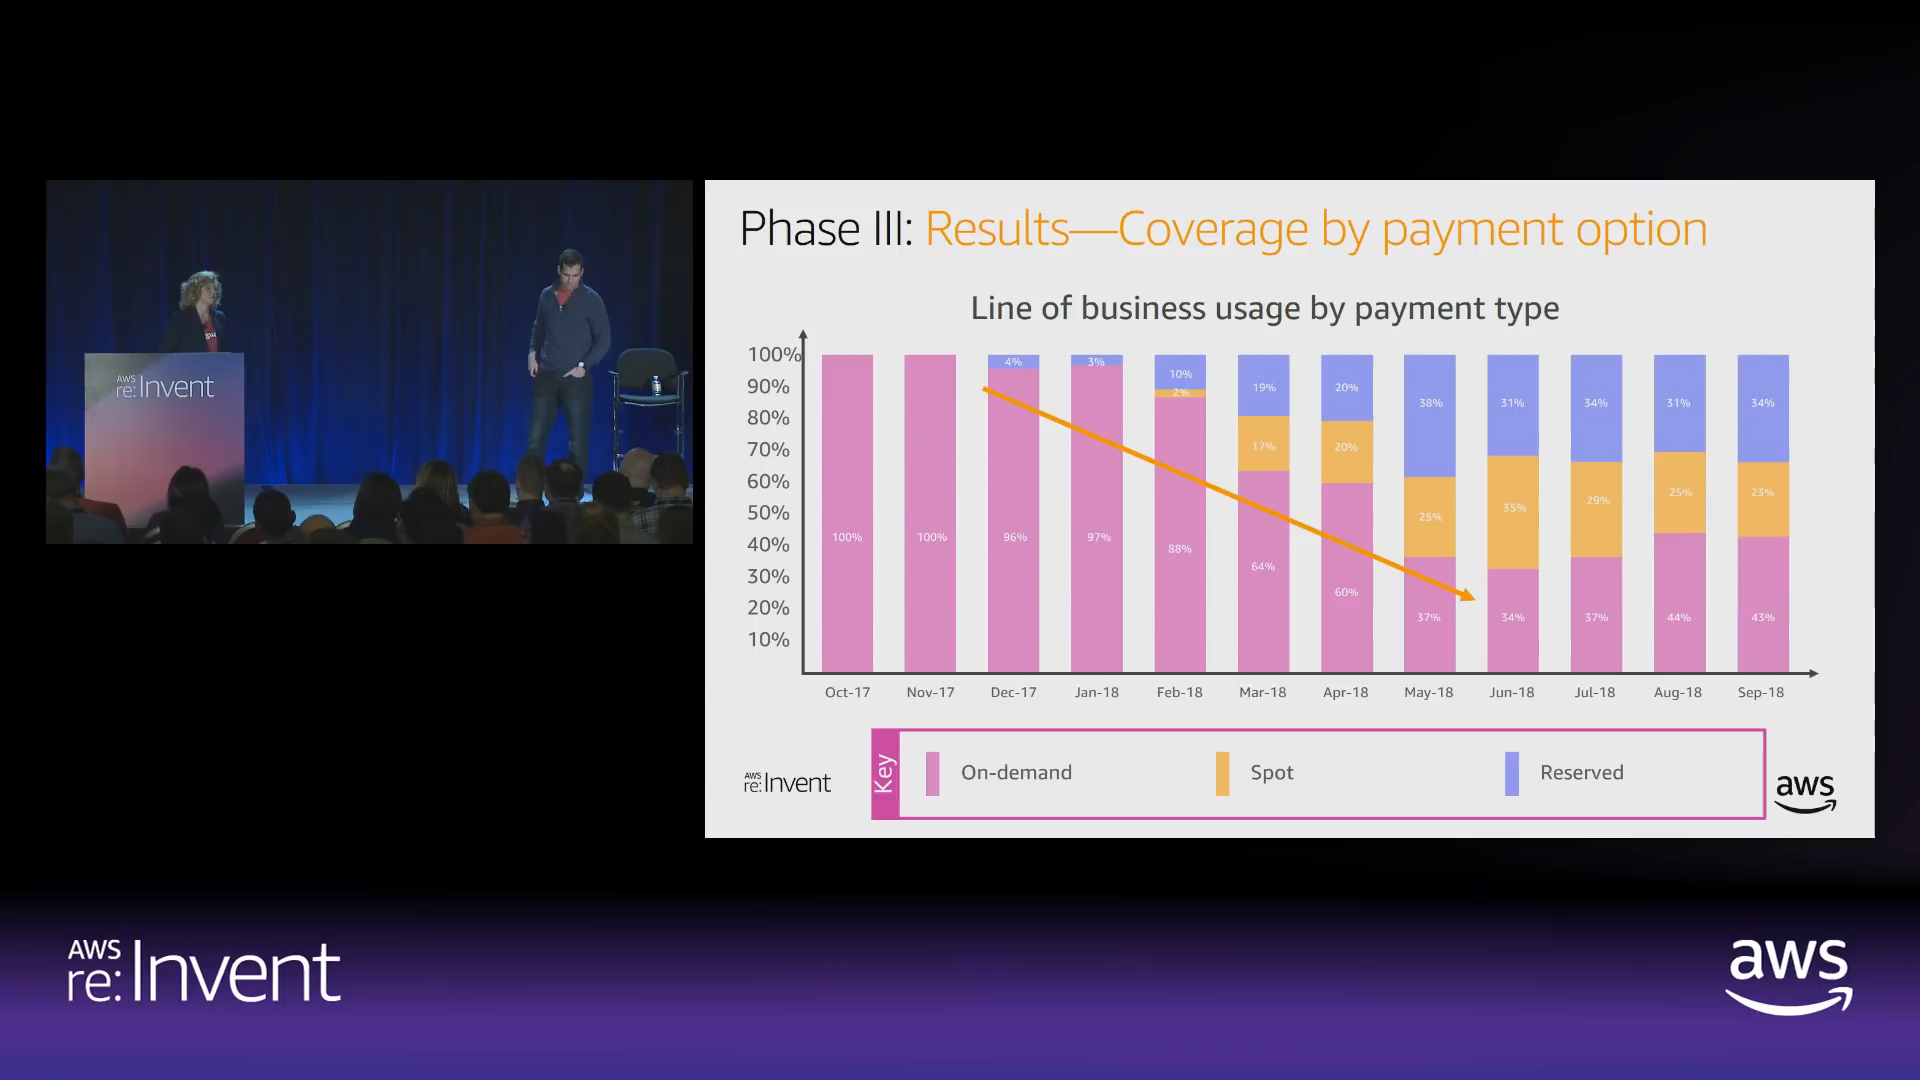 AWS
re:Invent
Phase III: Results—Coverage by payment option
Line of business usage by payment type
100%
90%
80%
70%
60%
50%
40%
30%
20%
10%
4% 3% 10% 19% 20% 38% 31% 34% 31% 34%
2% 17% 20% 25% 35% 29% 25% 23%
100% 100% 96% 97% 88% 64% 60% 37% 34% 37% 44% 43%
Oct-17 Nov-17 Dec-17 Jan-18 Feb-18 Mar-18 Apr-18 May-18 Jun-18 Jul-18 Aug-18 Sep-18
Key
On-demand Spot Reserved
AWS
re:Invent
aws
AWS
re:Invent
aws